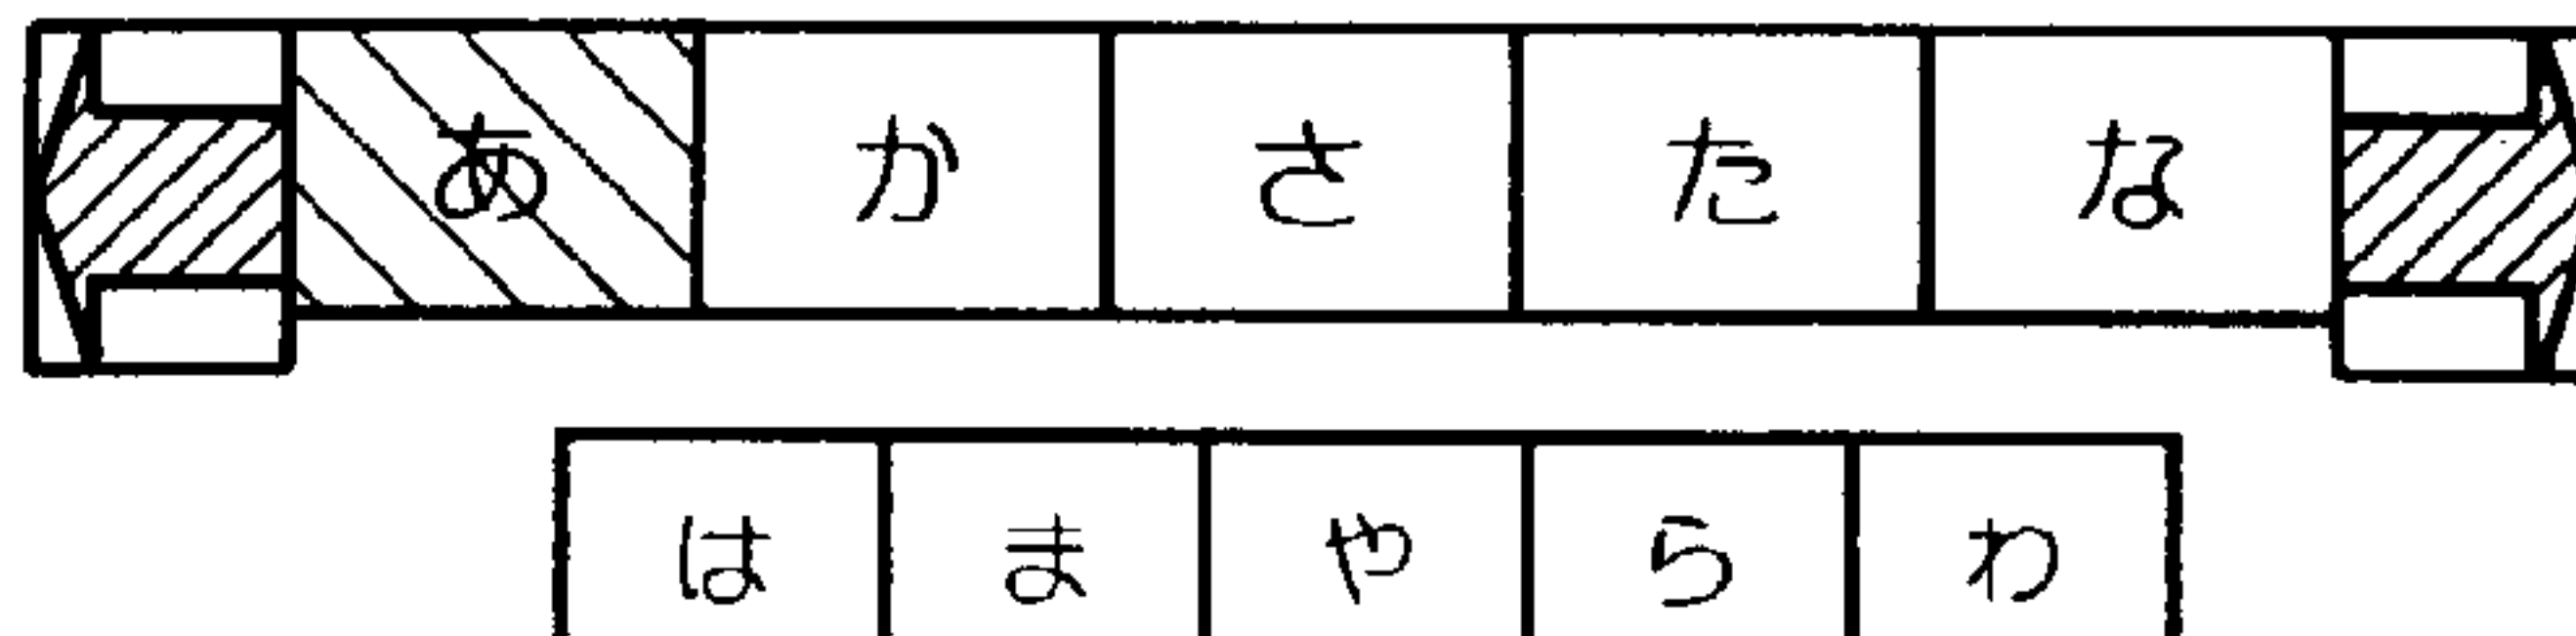 あ か さ た な
は ま や ら わ